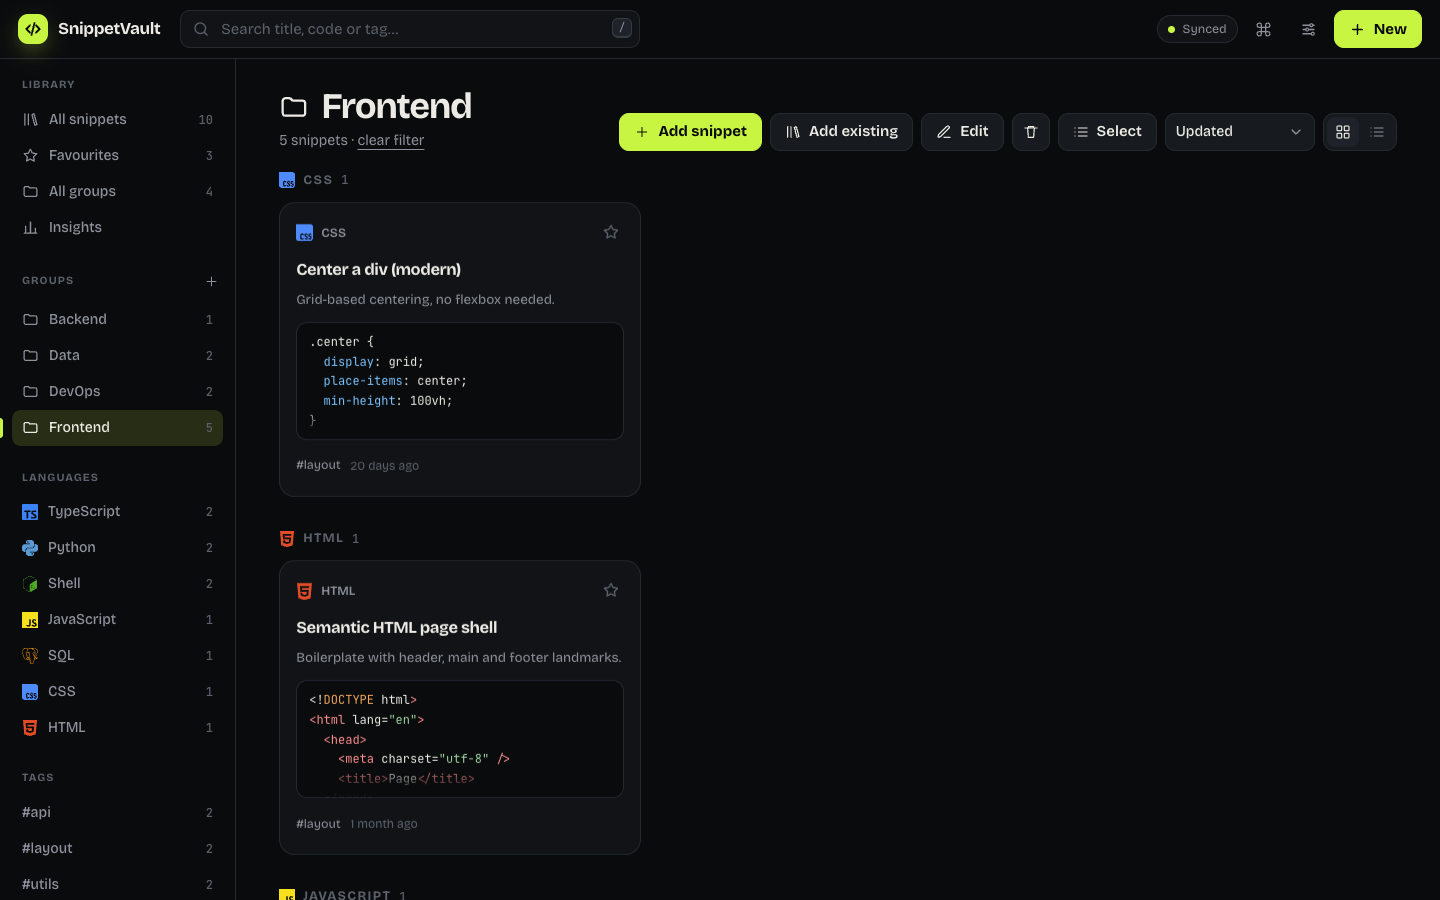 SnippetVault
Search title, code or tag...
/
Synced
New
LIBRARY
All snippets 10
Favourites 3
All groups 4
Insights
GROUPS
Backend 1
Data 2
DevOps 2
Frontend 5
LANGUAGES
TypeScript 2
Python 2
Shell 2
JavaScript 1
SQL 1
CSS 1
HTML 1
TAGS
#api 2
#layout 2
#utils 2
Frontend
5 snippets · clear filter
Add snippet
Add existing
Edit
Select
Updated
CSS 1
CSS
Center a div (modern)
Grid-based centering, no flexbox needed.
.center {
  display: grid;
  place-items: center;
  min-height: 100vh;
}
#layout 20 days ago
HTML 1
HTML
Semantic HTML page shell
Boilerplate with header, main and footer landmarks.
<!DOCTYPE html>
<html lang="en">
  <head>
    <meta charset="utf-8" />
    <title>Page</title>
#layout 1 month ago
JAVASCRIPT 1